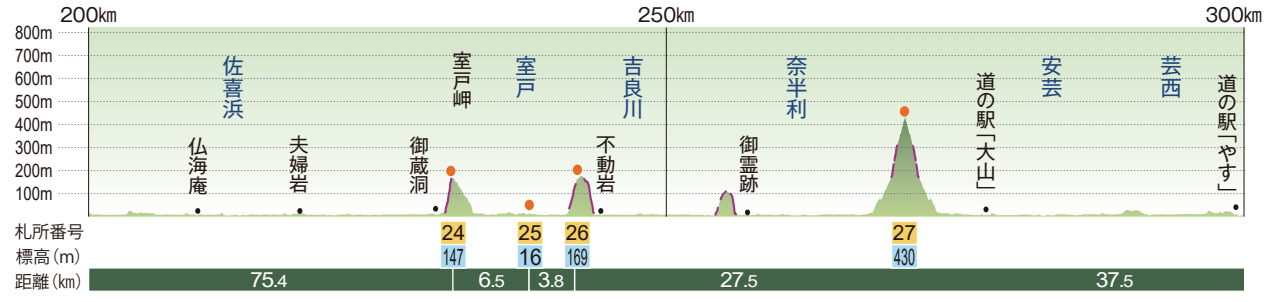 200km 250km 300km
800m
700m
600m
500m
400m
300m
200m
100m
佐喜浜
室戸岬
室戸
吉良川
奈半利
道の駅「大山」
安芸
芸西
道の駅「やす」
仏海庵
夫婦岩
御蔵洞
不動岩
御霊跡
札所番号 24 25 26 27
標高(m) 147 16 169 430
距離(km) 75.4 6.5 3.8 27.5 37.5